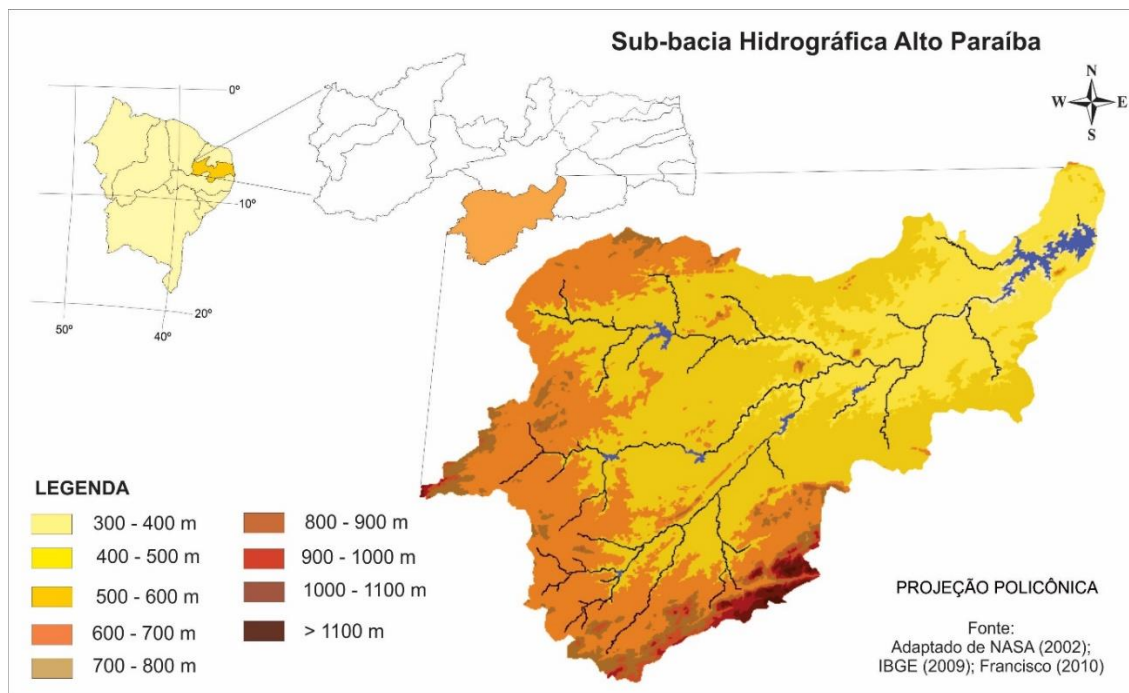 Sub-bacia Hidrográfica Alto Paraíba
N
W E
S
0º
10º
20º
50º
40º
LEGENDA
300 - 400 m
400 - 500 m
500 - 600 m
600 - 700 m
700 - 800 m
800 - 900 m
900 - 1000 m
1000 - 1100 m
> 1100 m
PROJEÇÃO POLICÔNICA
Fonte:
Adaptado de NASA (2002);
IBGE (2009); Francisco (2010)